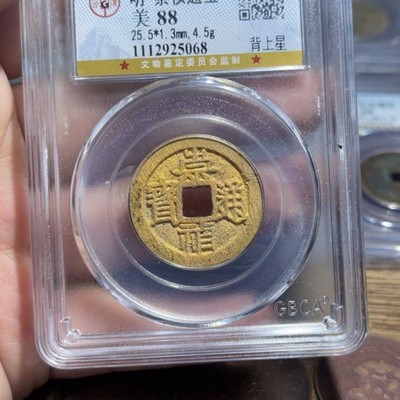 明 崇祯通宝
美 88
25.5*1.3mm, 4.5g
1112925068
背上星
★ 文物鉴定委员会监制 ★
崇
寶 通
禎
GBCA